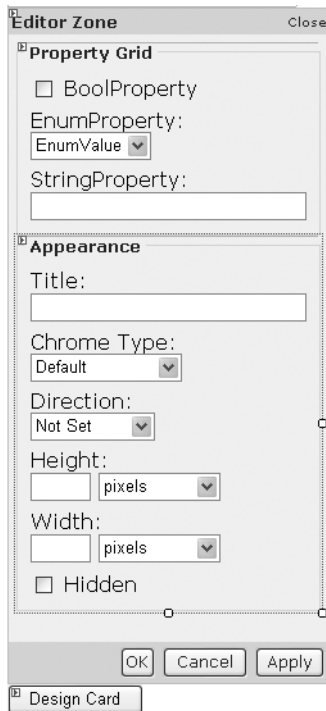 Editor Zone Close
Property Grid
BoolProperty
EnumProperty:
EnumValue
StringProperty:
Appearance
Title:
Chrome Type:
Default
Direction:
Not Set
Height:
pixels
Width:
pixels
Hidden
OK Cancel Apply
Design Card